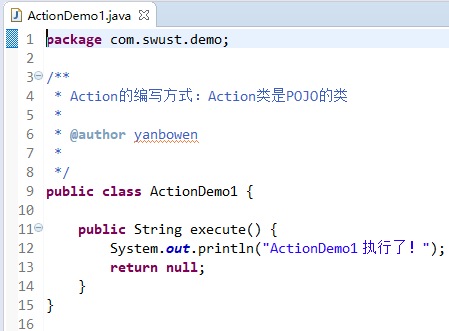 ActionDemo1.java
1 package com.swust.demo;
2
3 /**
4 * Action的编写方式：Action类是POJO的类
5 *
6 * @author yanbowen
7 *
8 */
9 public class ActionDemo1 {
10
11 public String execute() {
12 System.out.println("ActionDemo1 执行了！");
13 return null;
14 }
15 }
16